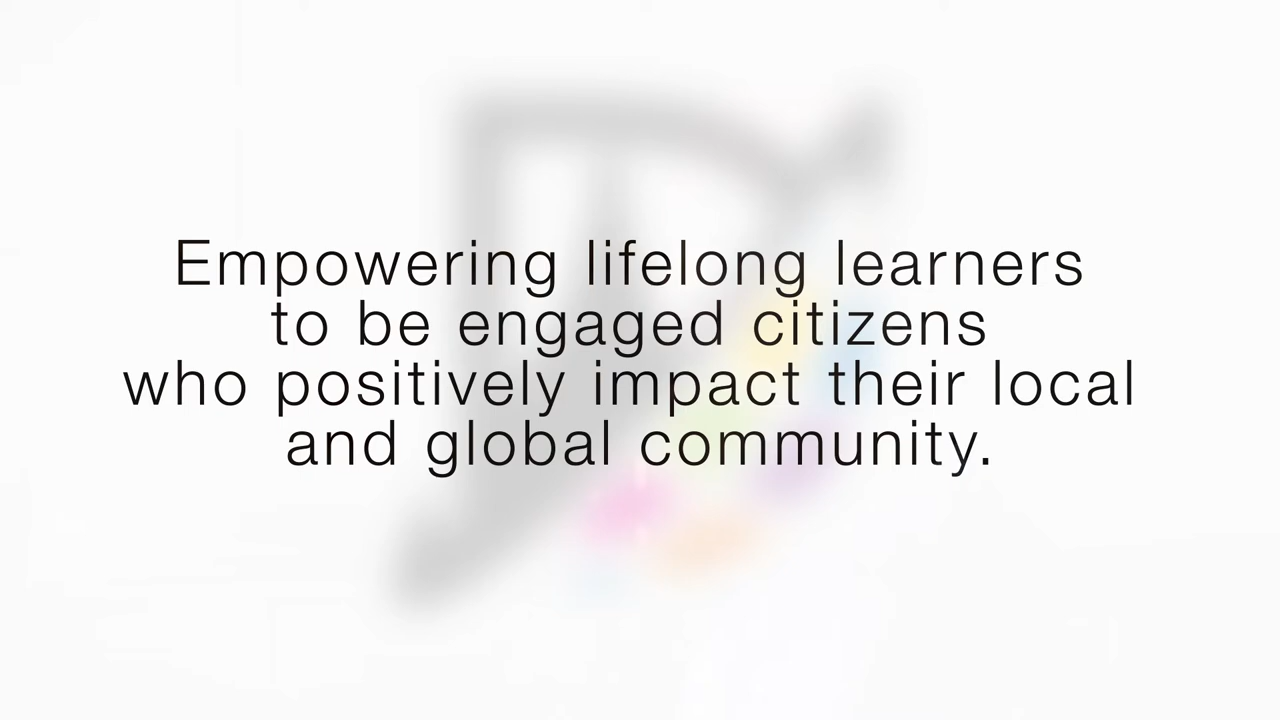 Empowering lifelong learners
to be engaged citizens
who positively impact their local
and global community.